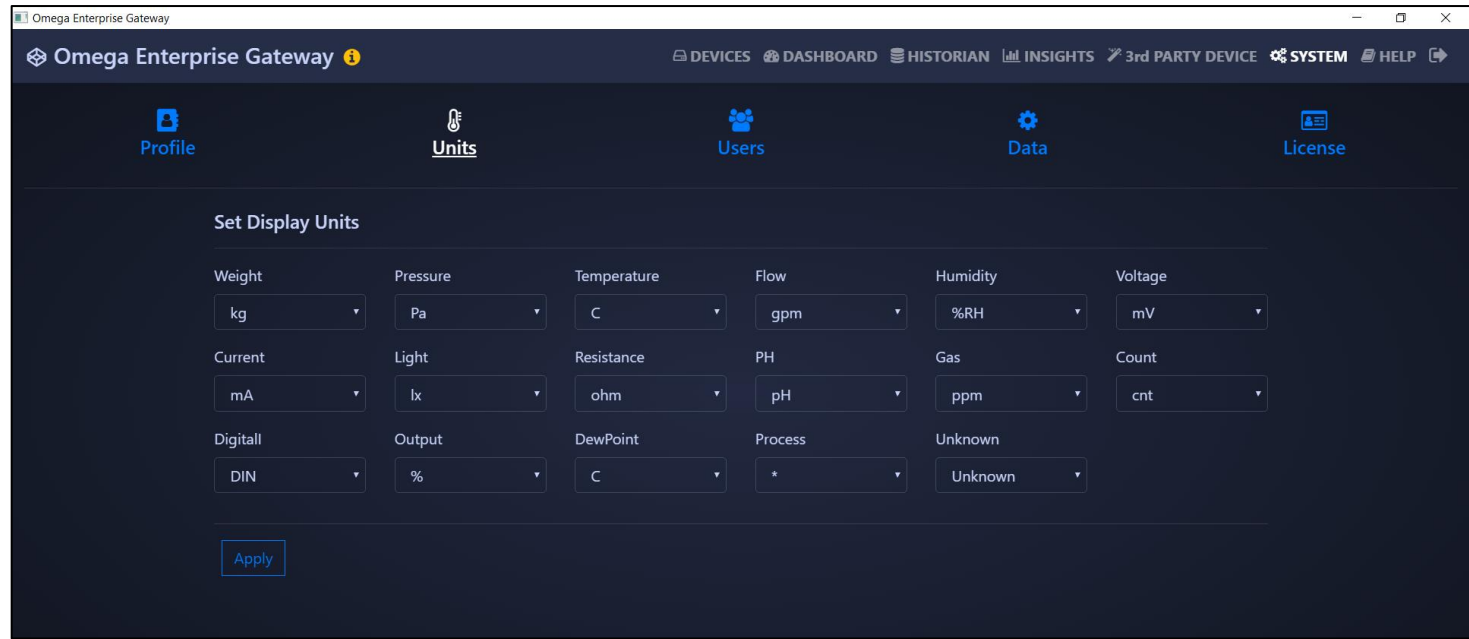 Omega Enterprise Gateway
Omega Enterprise Gateway DEVICES DASHBOARD HISTORIAN INSIGHTS 3rd PARTY DEVICE SYSTEM HELP
Profile Units Users Data License
Set Display Units
Weight Pressure Temperature Flow Humidity Voltage
kg Pa C gpm %RH mV
Current Light Resistance PH Gas Count
mA lx ohm pH ppm cnt
Digitall Output DewPoint Process Unknown
DIN % C * Unknown
Apply